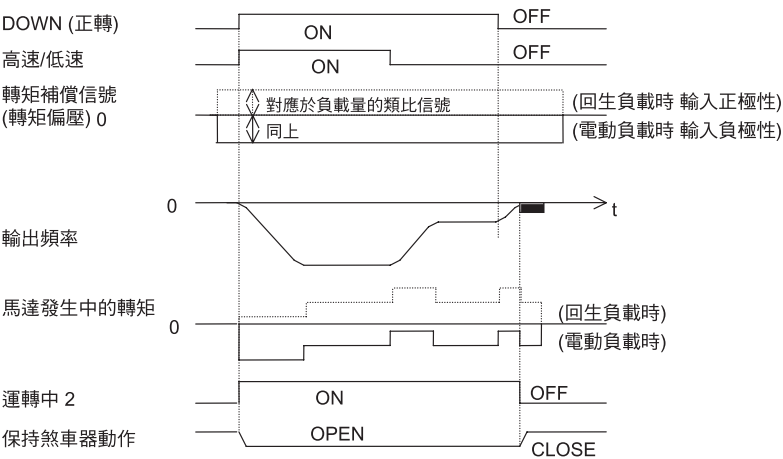 DOWN (正轉)
ON
OFF
高速/低速
ON
OFF
轉矩補償信號
(轉矩偏壓) 0
對應於負載量的類比信號
(回生負載時 輸入正極性)
同上
(電動負載時 輸入負極性)
0
t
輸出頻率
馬達發生中的轉矩
0
(回生負載時)
(電動負載時)
運轉中 2
ON
OFF
保持煞車器動作
OPEN
CLOSE